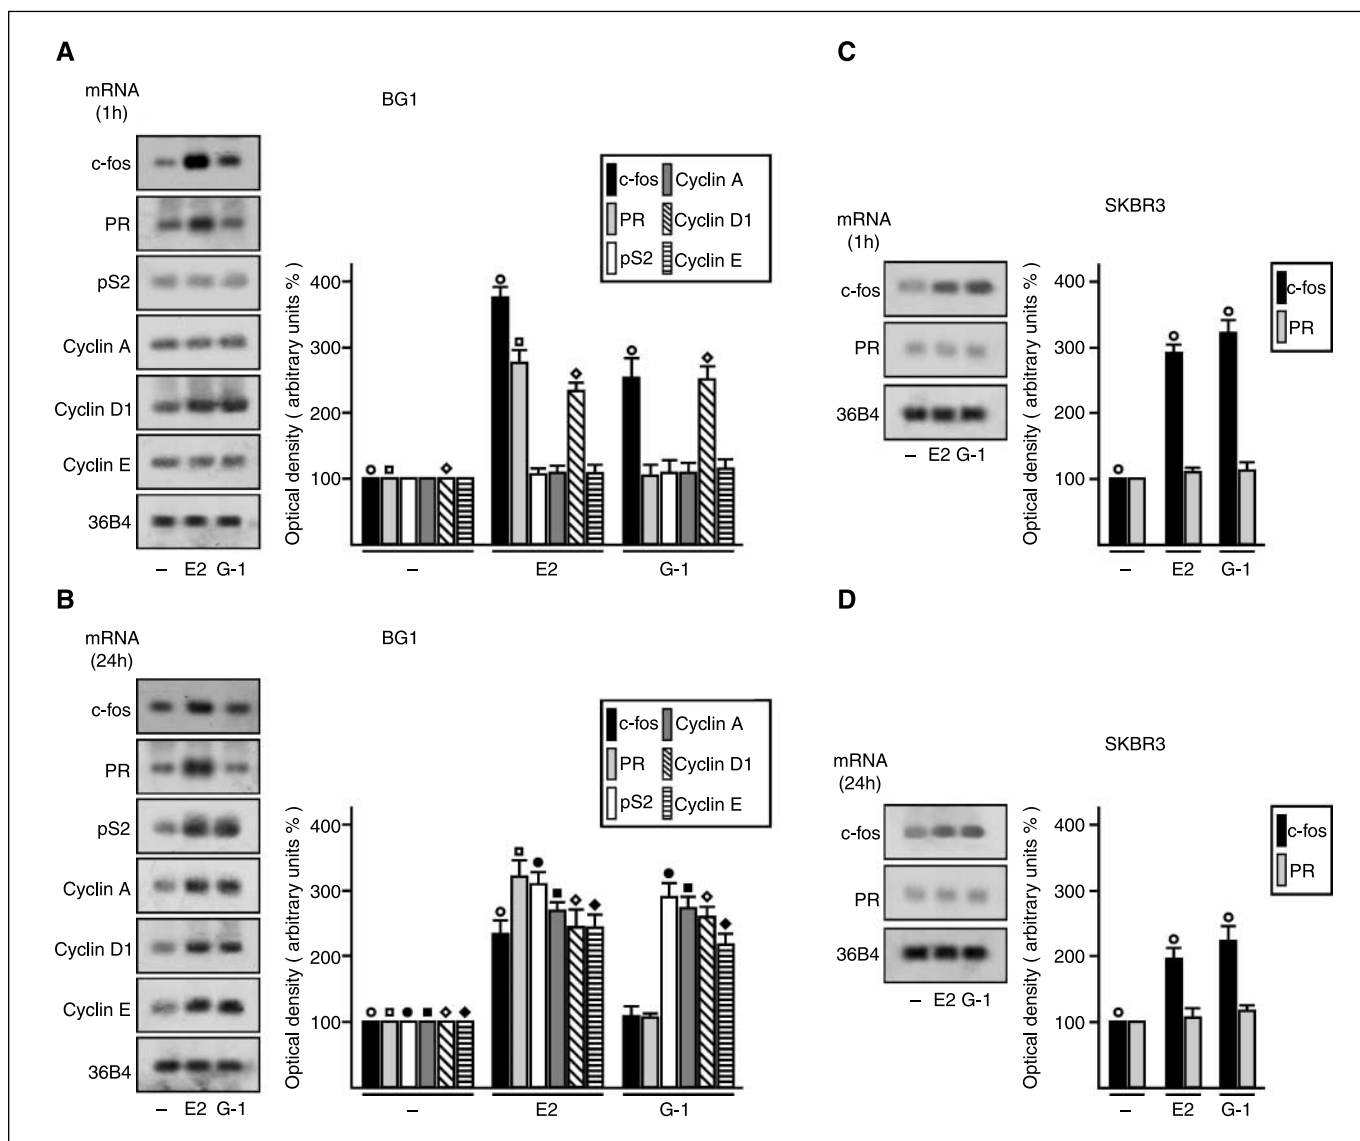 A
mRNA
(1h)
BG1
c-fos
PR
pS2
Cyclin A
Cyclin D1
Cyclin E
36B4
– E2 G-1
c-fos Cyclin A
PR Cyclin D1
pS2 Cyclin E
Optical density ( arbitrary units % )
400
300
200
100
– E2 G-1
B
mRNA
(24h)
BG1
c-fos
PR
pS2
Cyclin A
Cyclin D1
Cyclin E
36B4
– E2 G-1
c-fos Cyclin A
PR Cyclin D1
pS2 Cyclin E
Optical density ( arbitrary units % )
400
300
200
100
– E2 G-1
C
mRNA
(1h)
SKBR3
c-fos
PR
36B4
– E2 G-1
c-fos
PR
Optical density ( arbitrary units % )
400
300
200
100
– E2 G-1
D
mRNA
(24h)
SKBR3
c-fos
PR
36B4
– E2 G-1
c-fos
PR
Optical density ( arbitrary units % )
400
300
200
100
– E2 G-1